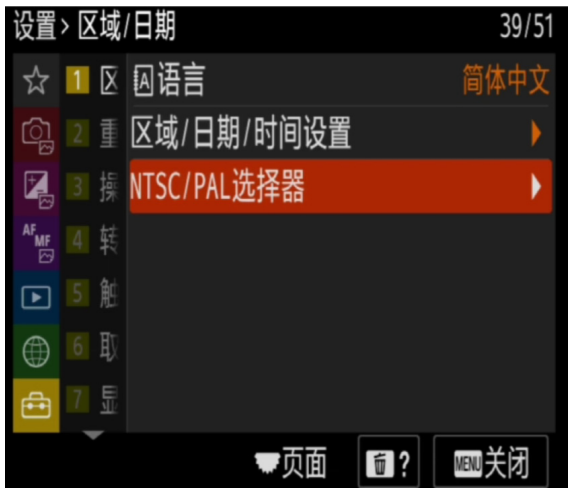 设置 > 区域/日期 39/51
1 区 A 语言 简体中文
2 重 区域/日期/时间设置
3 操 NTSC/PAL选择器
AF MF 4 转
5 触
6 取
7 显
页面 ? MENU 关闭